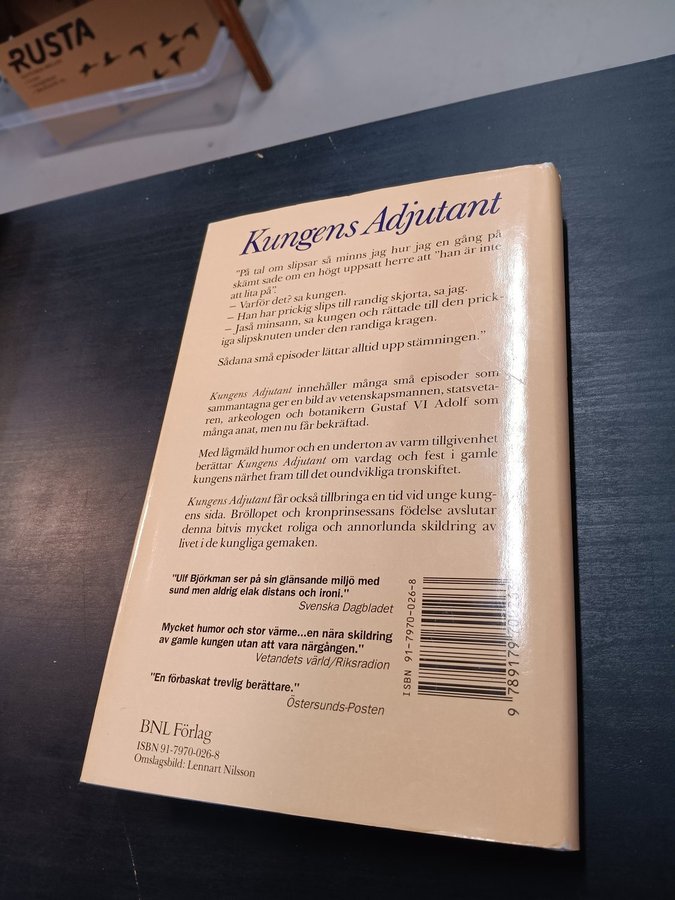 RUSTA
Kungens Adjutant
"På tal om slipsar så minns jag hur jag en gång på
skämt sade om en högt uppsatt herre att "han är inte
att lita på".
– Varför det? sa kungen.
– Han har prickig slips till randig skjorta, sa jag.
– Jaså minsann, sa kungen och rättade till den prick-
iga slipsknuten under den randiga kragen.
Sådana små episoder lättar alltid upp stämningen."
Kungens Adjutant innehåller många små episoder som
sammantagna ger en bild av vetenskapsmannen, statsveta-
ren, arkeologen och botanikern Gustaf VI Adolf som
många anat, men nu får bekräftad.
Med lågmäld humor och en underton av varm tillgivenhet
berättar Kungens Adjutant om vardag och fest i gamle
kungens närhet fram till det oundvikliga tronskiftet.
Kungens Adjutant får också tillbringa en tid vid unge kung-
ens sida. Bröllopet och kronprinsessans födelse avslutar
denna bitvis mycket roliga och annorlunda skildring av
livet i de kungliga gemaken.
"Ulf Björkman ser på sin glänsande miljö med
sund men aldrig elak distans och ironi."
Svenska Dagbladet
Mycket humor och stor värme...en nära skildring
av gamle kungen utan att vara närgången."
Vetandets värld/Riksradion
"En förbaskat trevlig berättare."
Östersunds-Posten
ISBN 91-7970-026-8
BNL Förlag
ISBN 91-7970-026-8
Omslagsbild: Lennart Nilsson